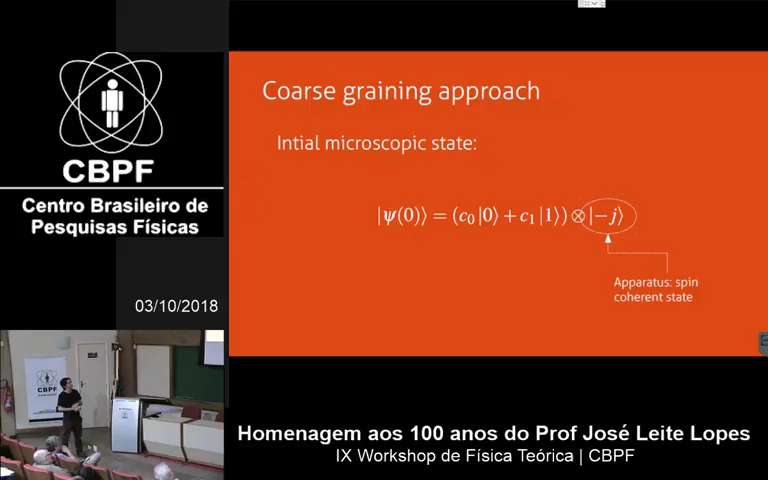 CBPF
Centro Brasileiro de
Pesquisas Físicas
03/10/2018
Coarse graining approach
Intial microscopic state:
|ψ(0)⟩ = (c₀|0⟩ + c₁|1⟩) ⊗ |−j⟩
Apparatus: spin
coherent state
CBPF
Homenagem aos 100 anos do Prof José Leite Lopes
IX Workshop de Física Teórica | CBPF